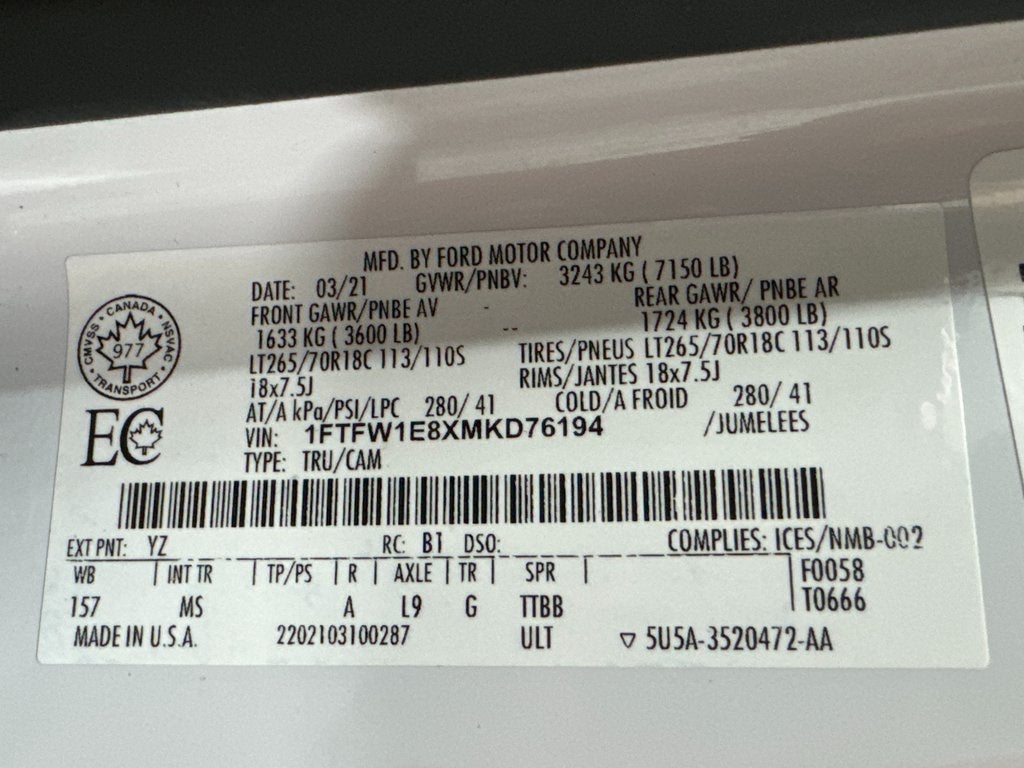 MFD. BY FORD MOTOR COMPANY
DATE: 03/21 GVWR/PNBV: 3243 KG ( 7150 LB)
FRONT GAWR/PNBE AV - REAR GAWR/ PNBE AR
1633 KG ( 3600 LB) -- 1724 KG ( 3800 LB)
LT265/70R18C 113/110S TIRES/PNEUS LT265/70R18C 113/110S
18x7.5J RIMS/JANTES 18x7.5J
AT/A kPa/PSI/LPC 280/ 41 COLD/A FROID 280/ 41
VIN: 1FTFW1E8XMKD76194 /JUMELEES
TYPE: TRU/CAM
CANADA
CMVSS 977 NSVAC
TRANSPORT
EC
EXT PNT: YZ RC: B1 DSO: COMPLIES: ICES/NMB-002
WB | INT TR | TP/PS | R | AXLE | TR | SPR | F0058
157 MS A L9 G TTBB T0666
MADE IN U.S.A. 2202103100287 ULT ▽ 5U5A-3520472-AA